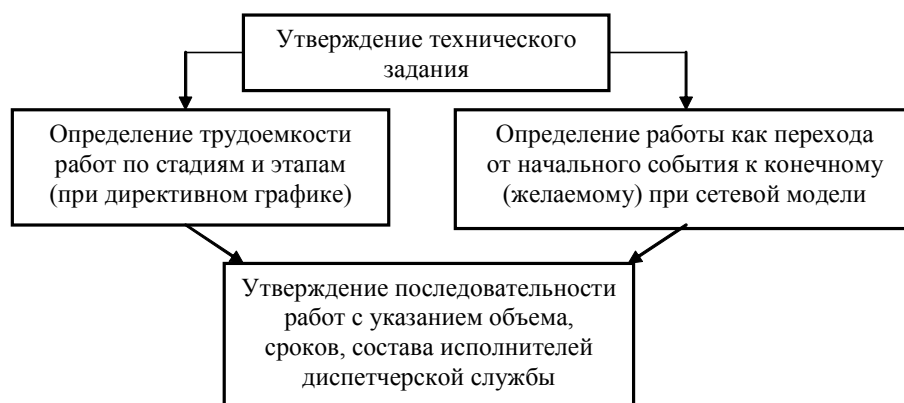 Утверждение технического
задания
Определение трудоемкости
работ по стадиям и этапам
(при директивном графике)
Определение работы как перехода
от начального события к конечному
(желаемому) при сетевой модели
Утверждение последовательности
работ с указанием объема,
сроков, состава исполнителей
диспетчерской службы